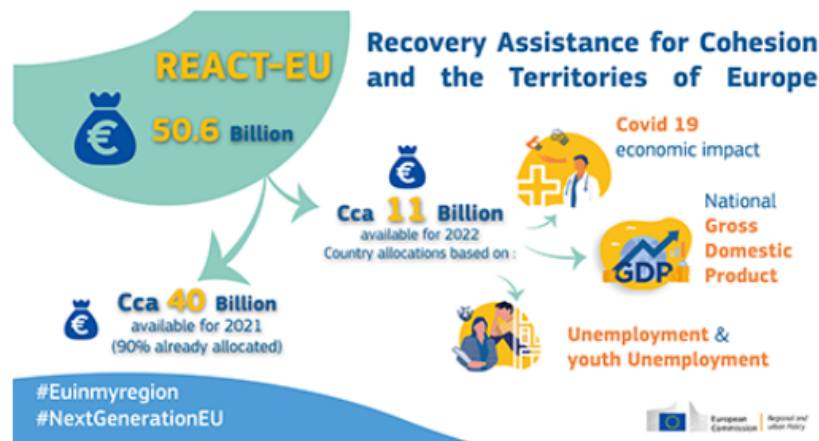 REACT-EU
50.6 Billion
Recovery Assistance for Cohesion
and the Territories of Europe
Covid 19
economic impact
Cca 11 Billion
available for 2022
Country allocations based on :
National
Gross
Domestic
Product
GDP
Cca 40 Billion
available for 2021
(90% already allocated)
Unemployment &
youth Unemployment
#Euinmyregion
#NextGenerationEU
European
Commission
Regional and
urban Policy